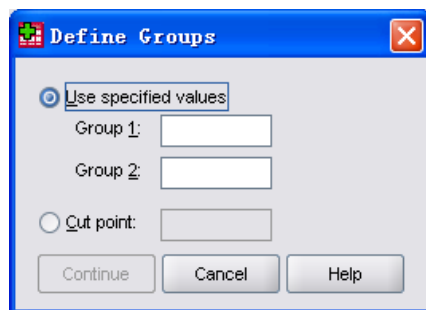 Define Groups
Use specified values
Group 1:
Group 2:
Cut point:
Continue Cancel Help